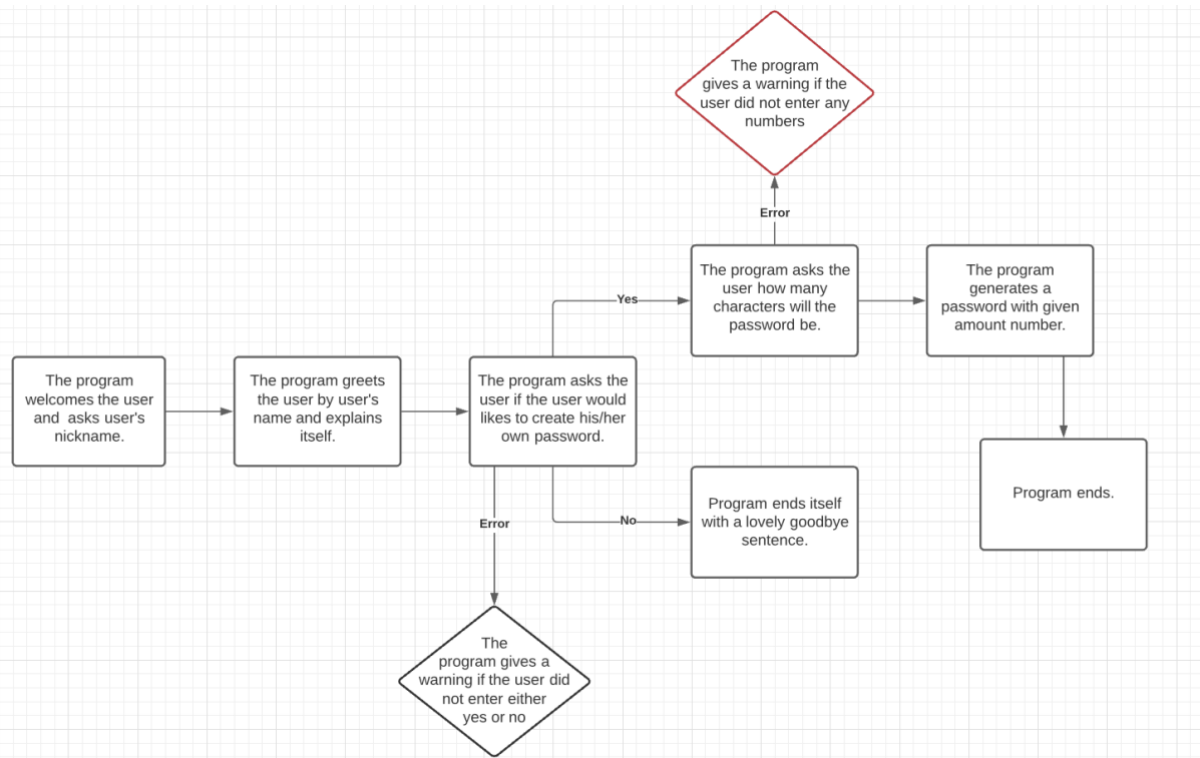 The program
gives a warning if the
user did not enter any
numbers
Error
The program asks the
user how many
characters will the
password be.
The program
generates a
password with given
amount number.
Yes
The program
welcomes the user
and asks user's
nickname.
The program greets
the user by user's
name and explains
itself.
The program asks the
user if the user would
likes to create his/her
own password.
Program ends.
Error
No
Program ends itself
with a lovely goodbye
sentence.
The
program gives a
warning if the user did
not enter either
yes or no